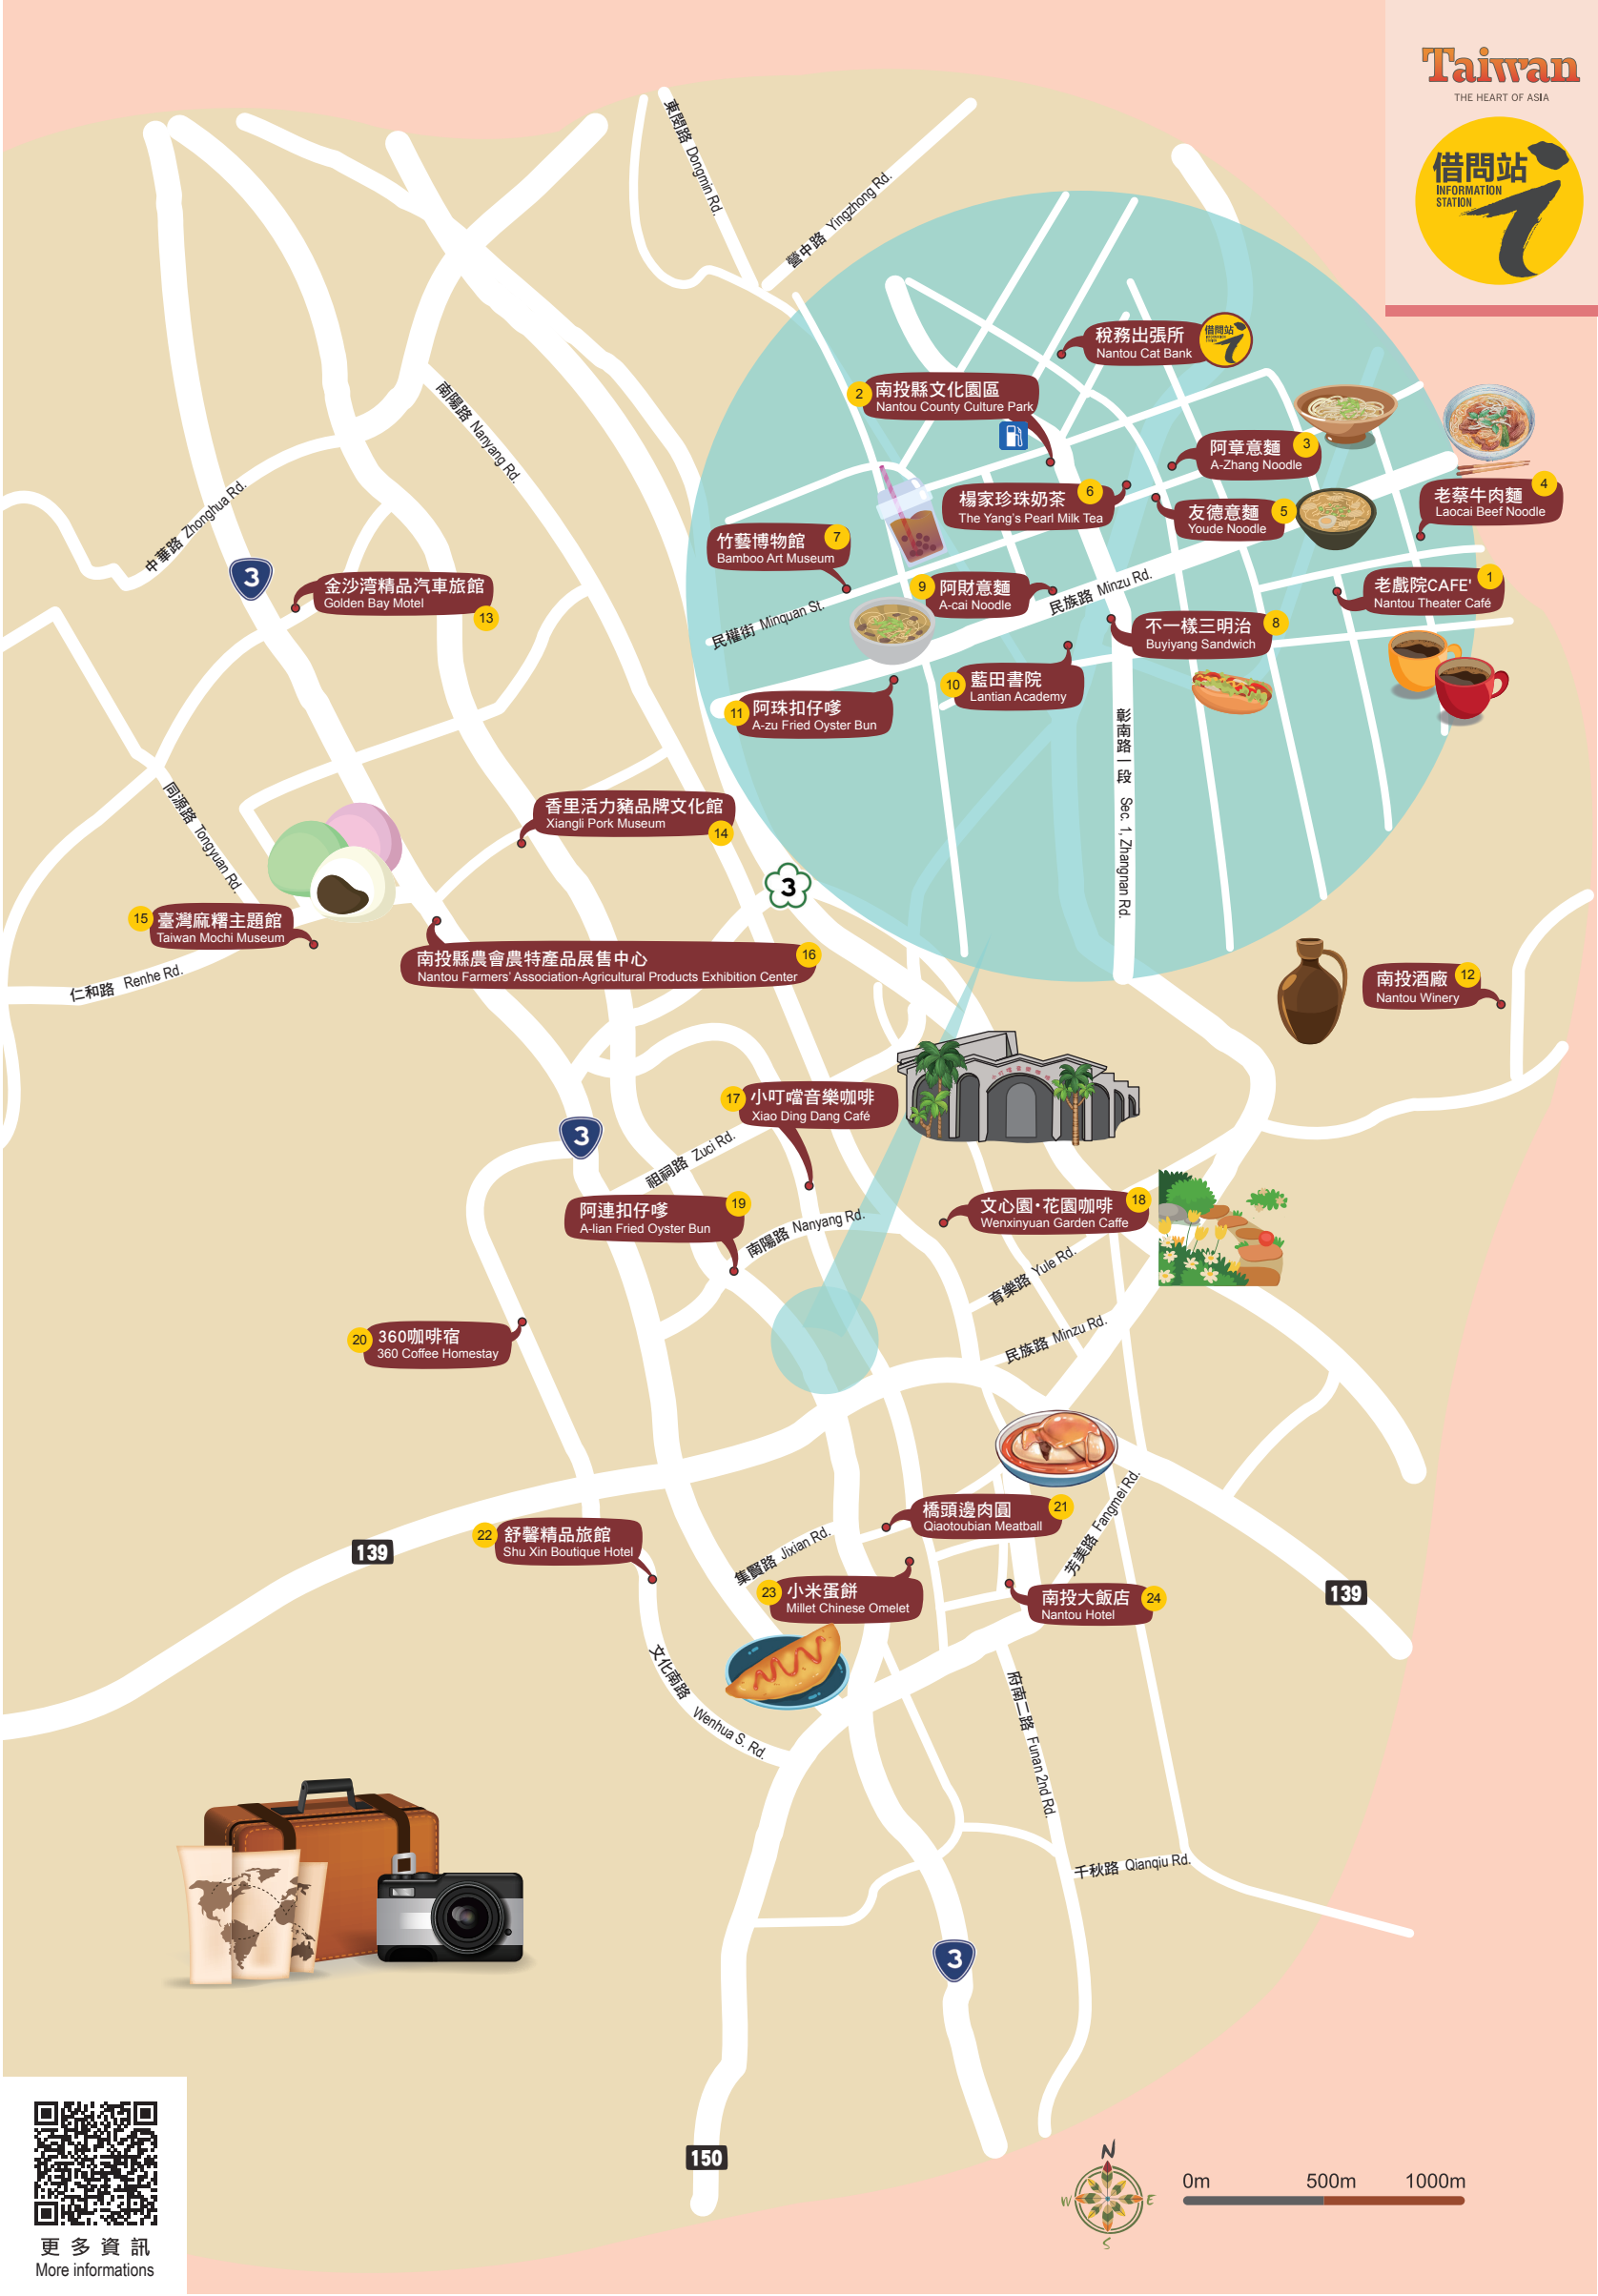 Taiwan
THE HEART OF ASIA
借問站
INFORMATION
STATION
東閔路 Dongmin Rd.
營中路 Yingzhong Rd.
稅務出張所
Nantou Cat Bank
借問站
2
南投縣文化園區
Nantou County Culture Park
南陽路 Nanyang Rd.
阿章意麵
3
A-Zhang Noodle
楊家珍珠奶茶
6
The Yang's Pearl Milk Tea
友德意麵
5
Youde Noodle
老蔡牛肉麵
4
Laocai Beef Noodle
中華路 Zhonghua Rd.
竹藝博物館
7
Bamboo Art Museum
3
金沙湾精品汽車旅館
Golden Bay Motel
13
9
阿財意麵
A-cai Noodle
民族路 Minzu Rd.
老戲院CAFE'
1
Nantou Theater Café
民權街 Minquan St.
不一樣三明治
8
Buyiyang Sandwich
10
藍田書院
Lantian Academy
11
阿珠扣仔嗲
A-zu Fried Oyster Bun
彰南路一段 Sec. 1, Zhangnan Rd.
同源路 Tongyuan Rd.
香里活力豬品牌文化館
Xiangli Pork Museum
14
3
15
臺灣麻糬主題館
Taiwan Mochi Museum
南投縣農會農特產品展售中心
16
Nantou Farmers' Association-Agricultural Products Exhibition Center
仁和路 Renhe Rd.
南投酒廠
12
Nantou Winery
17
小叮噹音樂咖啡
Xiao Ding Dang Café
3
祖祠路 Zuci Rd.
阿連扣仔嗲
19
A-lian Fried Oyster Bun
南陽路 Nanyang Rd.
文心園·花園咖啡
18
Wenxinyuan Garden Caffe
育樂路 Yule Rd.
20
360咖啡宿
360 Coffee Homestay
民族路 Minzu Rd.
橋頭邊肉圓
21
Qiaotoubian Meatball
芳美路 Fangmei Rd.
22
舒馨精品旅館
Shu Xin Boutique Hotel
139
集賢路 Jixian Rd.
23
小米蛋餅
Millet Chinese Omelet
南投大飯店
24
Nantou Hotel
139
文化南路 Wenhua S. Rd.
府南二路 Funan 2nd Rd.
千秋路 Qianqiu Rd.
3
150
N
W
E
S
0m 500m 1000m
更多資訊
More informations